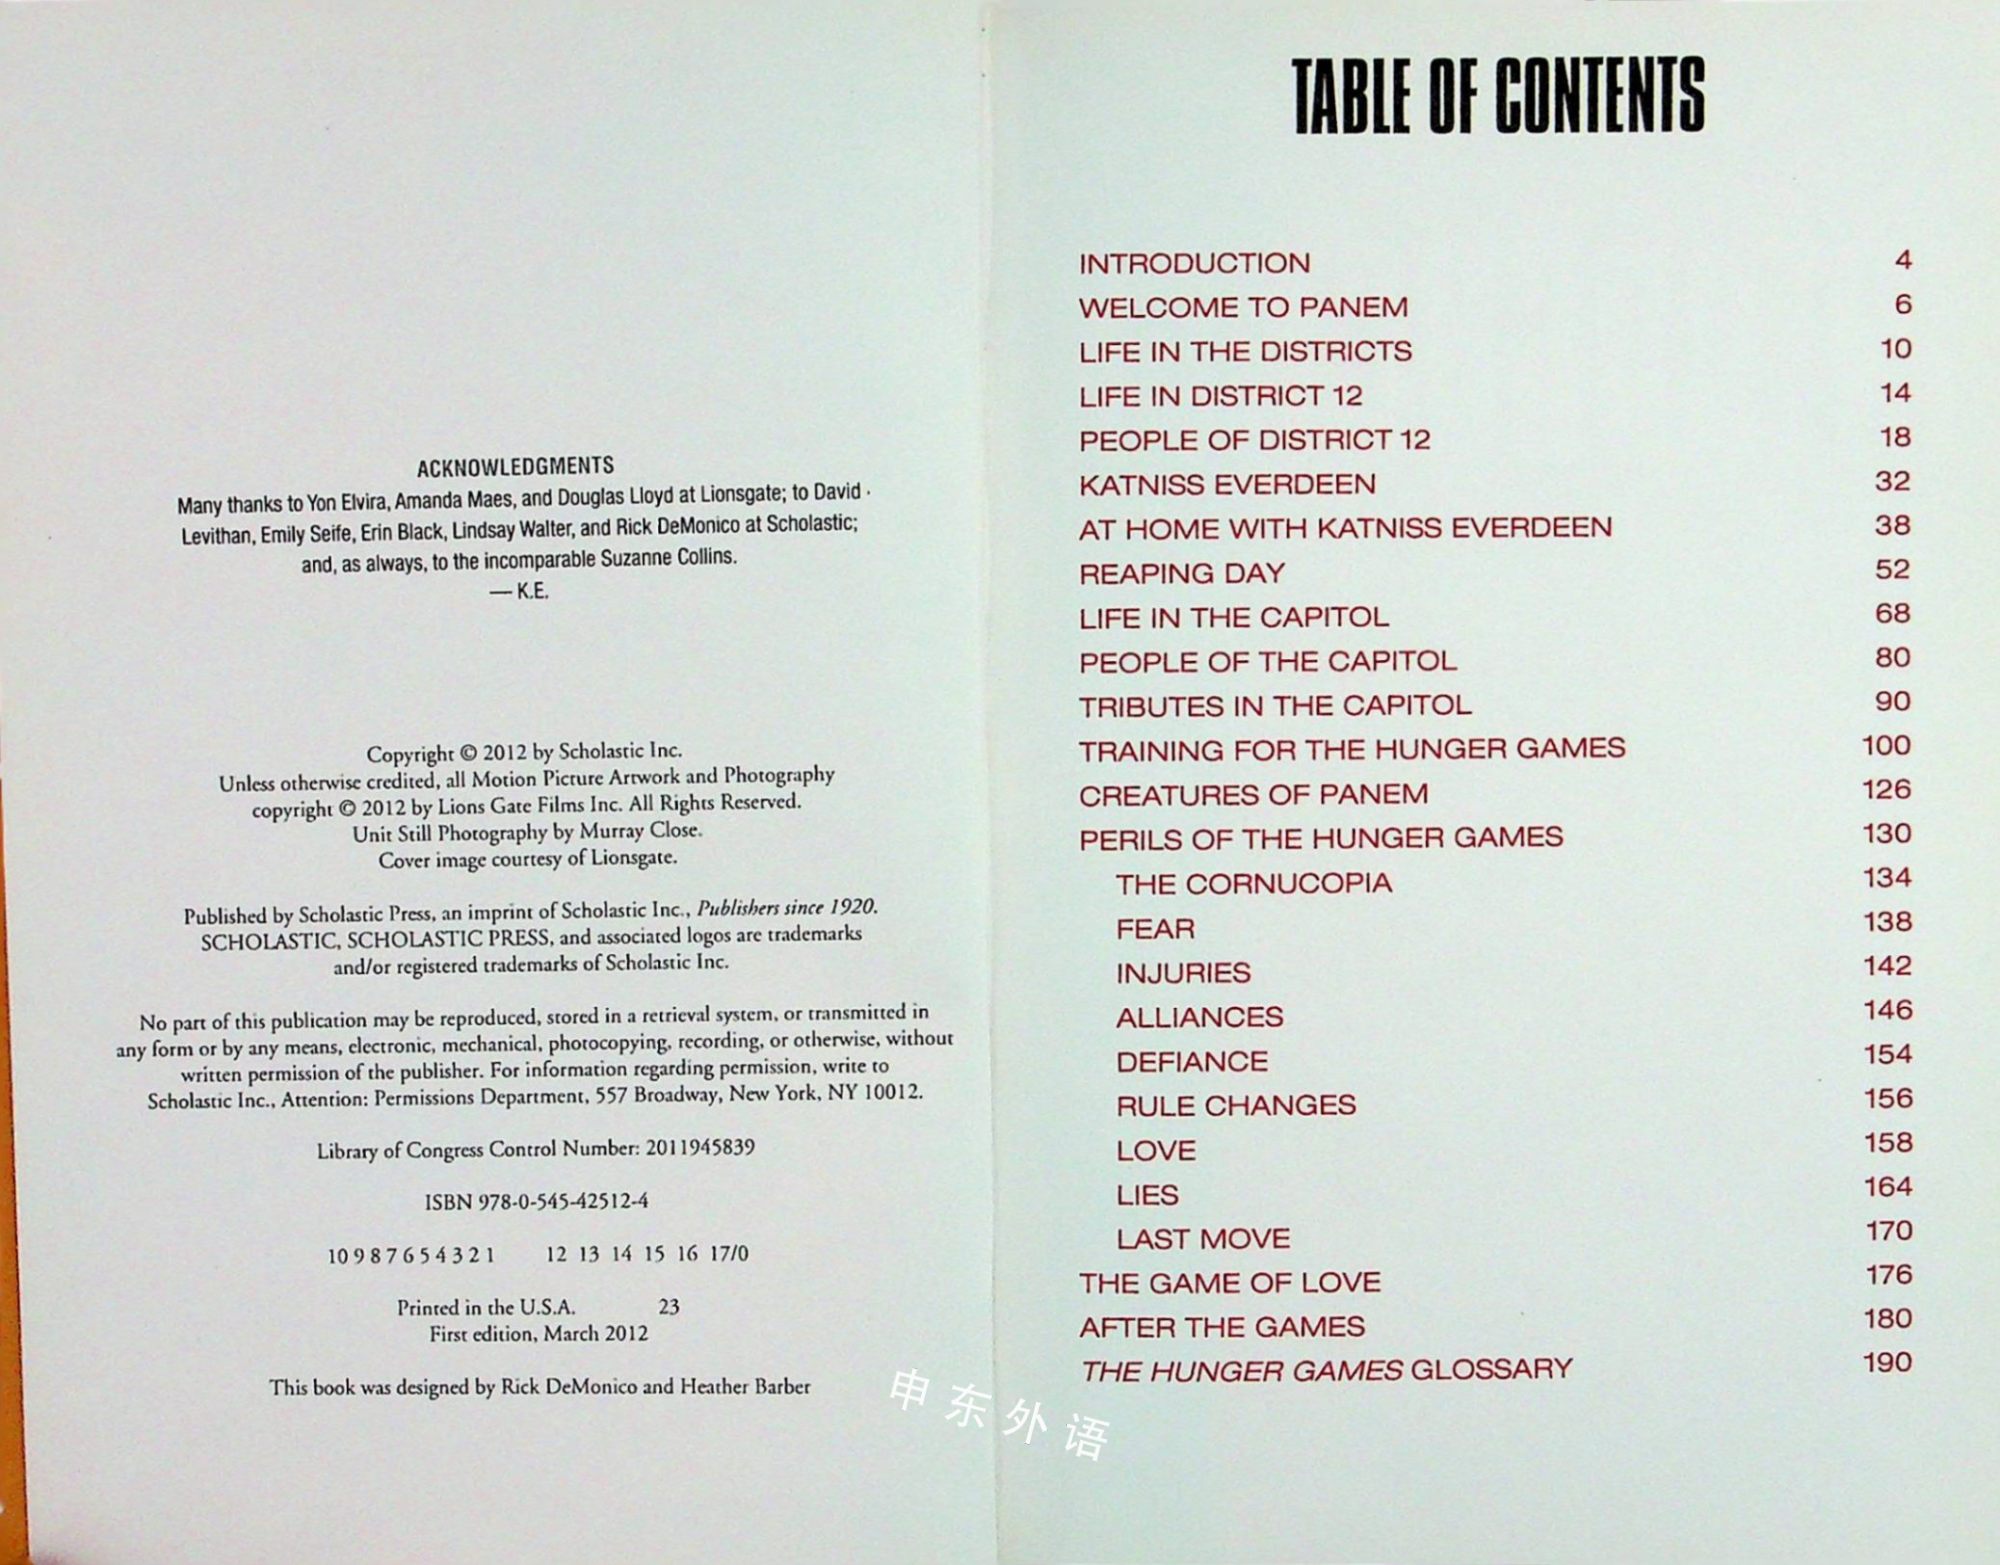 ACKNOWLEDGMENTS
Many thanks to Yon Elvira, Amanda Maes, and Douglas Lloyd at Lionsgate; to David
Levithan, Emily Seife, Erin Black, Lindsay Walter, and Rick DeMonico at Scholastic;
and, as always, to the incomparable Suzanne Collins.
— K.E.
Copyright © 2012 by Scholastic Inc.
Unless otherwise credited, all Motion Picture Artwork and Photography
copyright © 2012 by Lions Gate Films Inc. All Rights Reserved.
Unit Still Photography by Murray Close.
Cover image courtesy of Lionsgate.
Published by Scholastic Press, an imprint of Scholastic Inc., Publishers since 1920.
SCHOLASTIC, SCHOLASTIC PRESS, and associated logos are trademarks
and/or registered trademarks of Scholastic Inc.
No part of this publication may be reproduced, stored in a retrieval system, or transmitted in
any form or by any means, electronic, mechanical, photocopying, recording, or otherwise, without
written permission of the publisher. For information regarding permission, write to
Scholastic Inc., Attention: Permissions Department, 557 Broadway, New York, NY 10012.
Library of Congress Control Number: 2011945839
ISBN 978-0-545-42512-4
10 9 8 7 6 5 4 3 2 1 12 13 14 15 16 17/0
Printed in the U.S.A. 23
First edition, March 2012
This book was designed by Rick DeMonico and Heather Barber
TABLE OF CONTENTS
INTRODUCTION 4
WELCOME TO PANEM 6
LIFE IN THE DISTRICTS 10
LIFE IN DISTRICT 12 14
PEOPLE OF DISTRICT 12 18
KATNISS EVERDEEN 32
AT HOME WITH KATNISS EVERDEEN 38
REAPING DAY 52
LIFE IN THE CAPITOL 68
PEOPLE OF THE CAPITOL 80
TRIBUTES IN THE CAPITOL 90
TRAINING FOR THE HUNGER GAMES 100
CREATURES OF PANEM 126
PERILS OF THE HUNGER GAMES 130
THE CORNUCOPIA 134
FEAR 138
INJURIES 142
ALLIANCES 146
DEFIANCE 154
RULE CHANGES 156
LOVE 158
LIES 164
LAST MOVE 170
THE GAME OF LOVE 176
AFTER THE GAMES 180
THE HUNGER GAMES GLOSSARY 190
申东外语